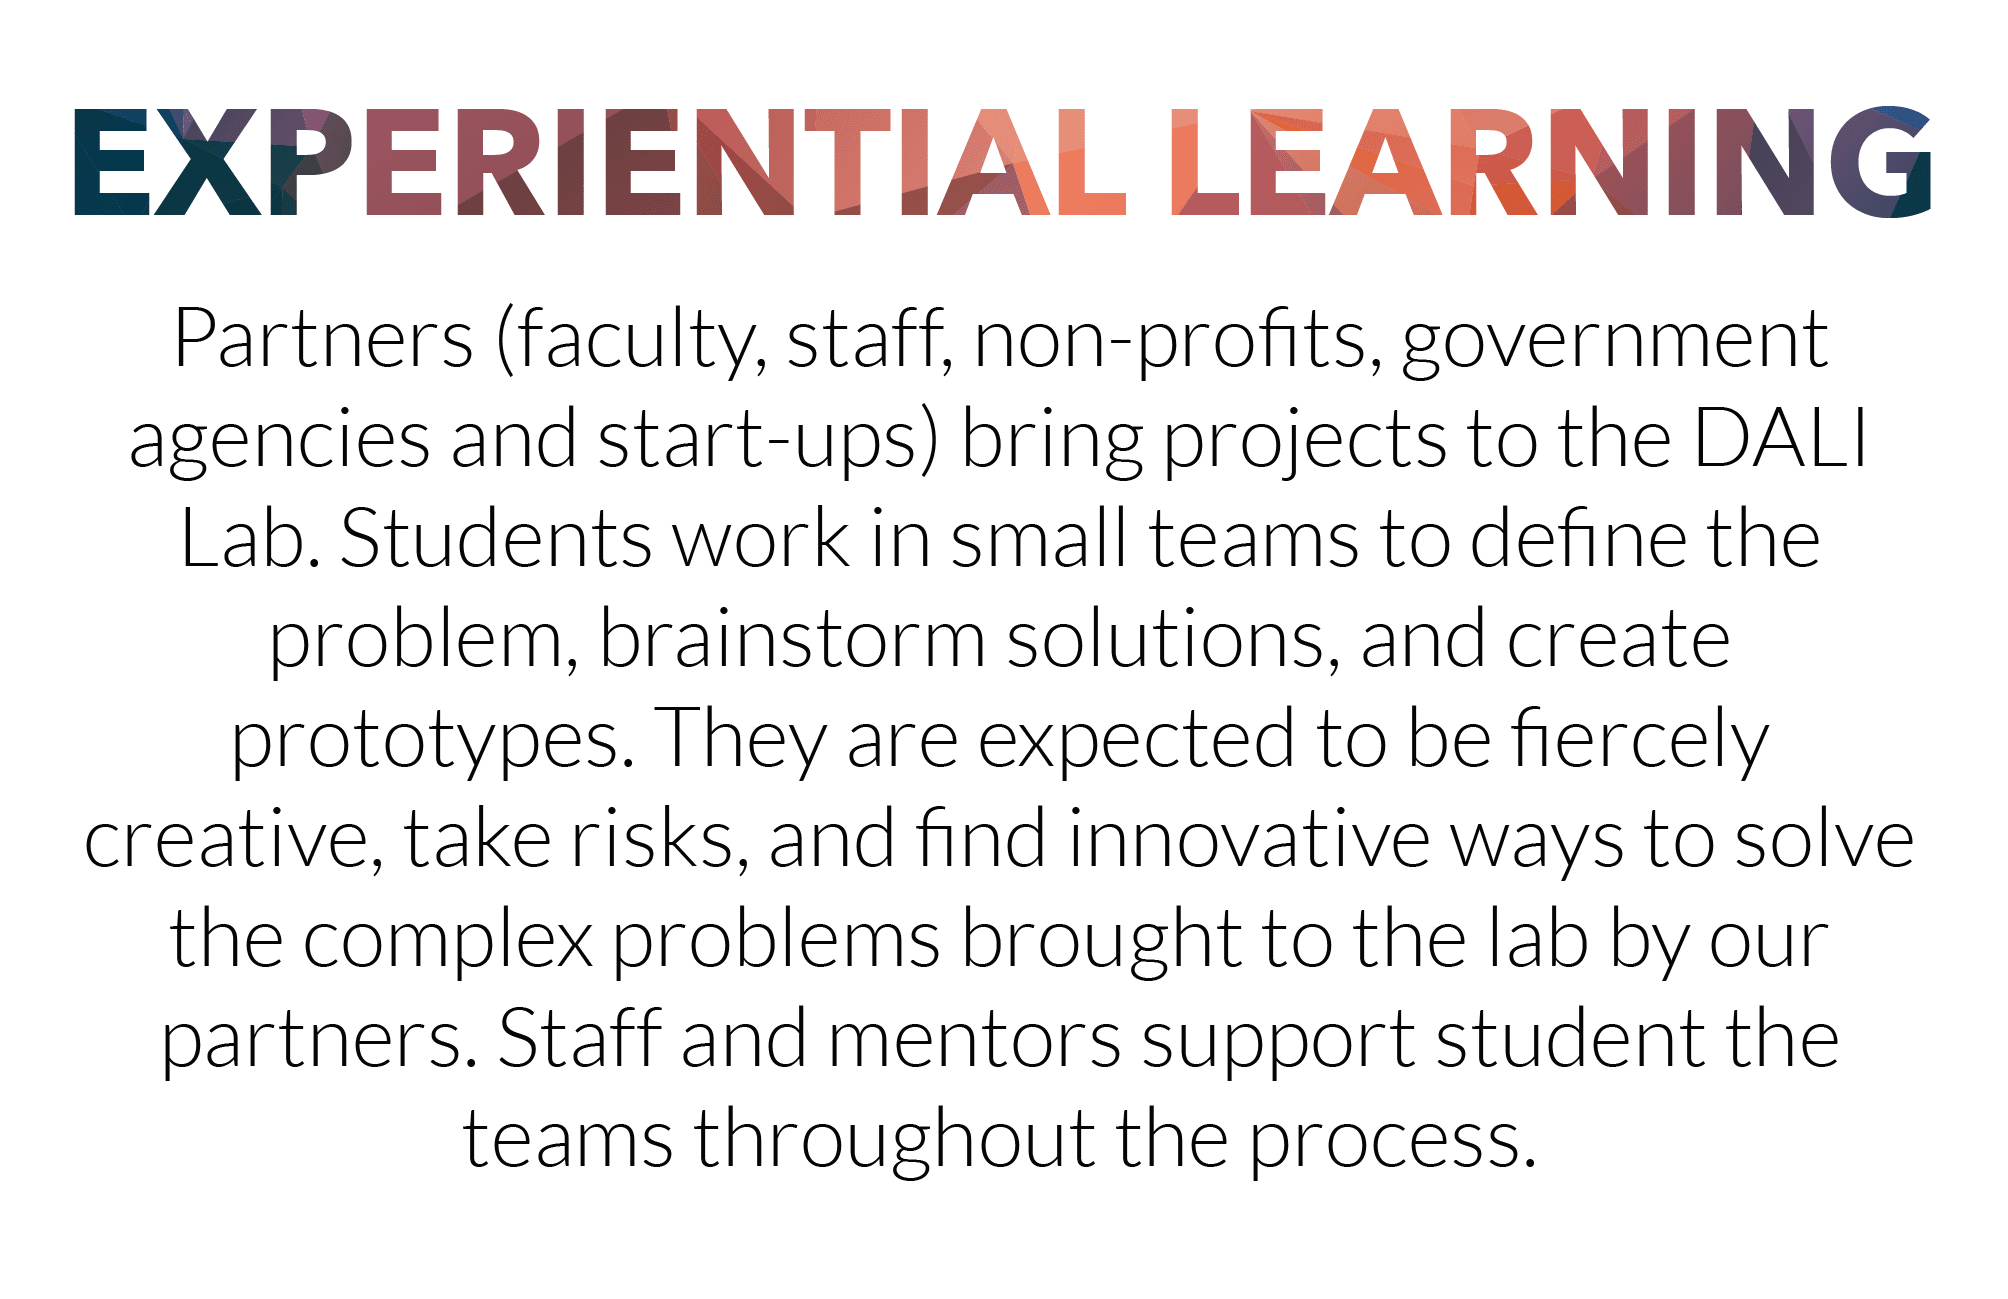 EXPERIENTIAL LEARNING
Partners (faculty, staff, non-profits, government
agencies and start-ups) bring projects to the DALI
Lab. Students work in small teams to define the
problem, brainstorm solutions, and create
prototypes. They are expected to be fiercely
creative, take risks, and find innovative ways to solve
the complex problems brought to the lab by our
partners. Staff and mentors support student the
teams throughout the process.